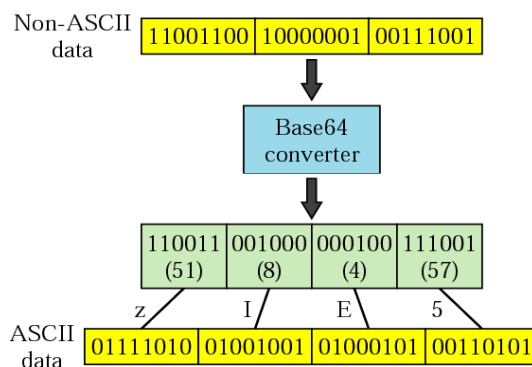 Non-ASCII
data
11001100 10000001 00111001
Base64
converter
110011 001000 000100 111001
(51) (8) (4) (57)
z I E 5
ASCII
data
01111010 01001001 01000101 00110101